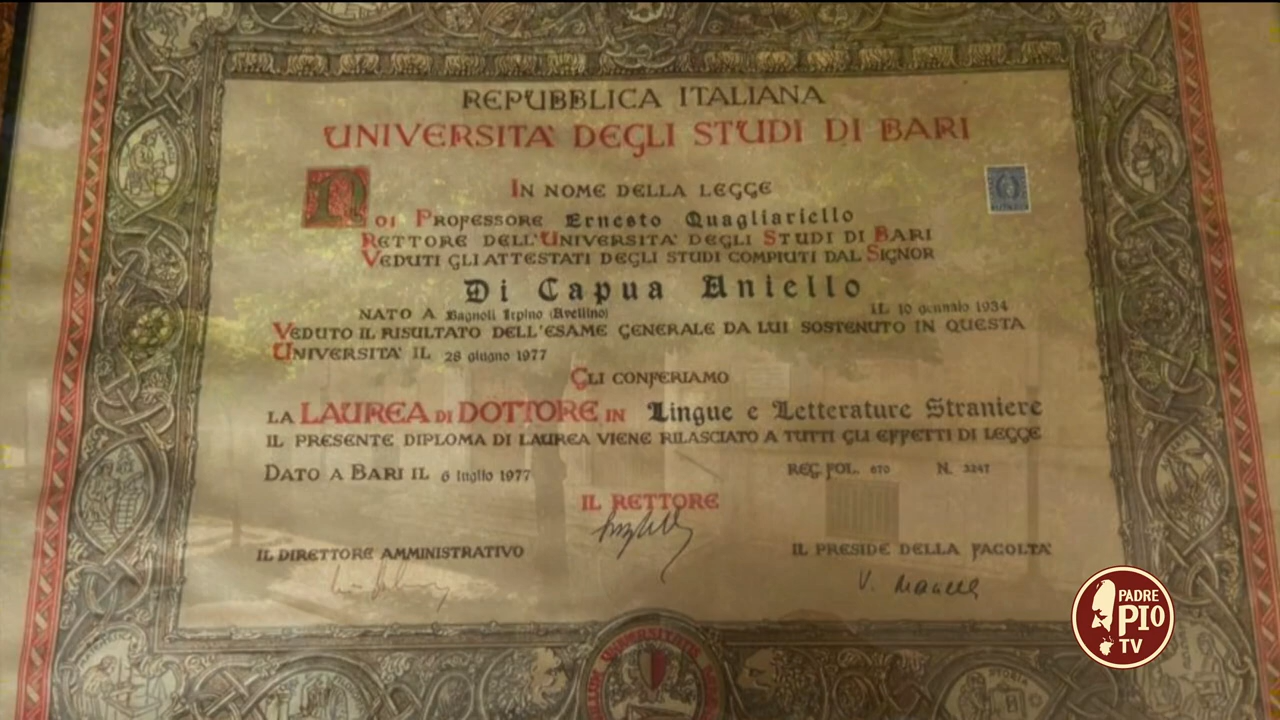 REPUBBLICA ITALIANA
UNIVERSITA' DEGLI STUDI DI BARI
IN NOME DELLA LEGGE
NOI PROFESSORE Ernesto Quagliariello
RETTORE DELL'UNIVERSITA' DEGLI STUDI DI BARI
VEDUTI GLI ATTESTATI DEGLI STUDI COMPIUTI DAL SIGNOR
Di Capua Aniello
NATO A Bagnoli Irpino (Avellino) IL 10 gennaio 1934
VEDUTO IL RISULTATO DELL'ESAME GENERALE DA LUI SOSTENUTO IN QUESTA
UNIVERSITA' IL 28 giugno 1977
GLI CONFERIAMO
LA LAUREA DI DOTTORE IN Lingue e Letterature Straniere
IL PRESENTE DIPLOMA DI LAUREA VIENE RILASCIATO A TUTTI GLI EFFETTI DI LEGGE
DATO A BARI IL 6 luglio 1977 REG. FOL. 670 N. 3247
IL RETTORE
IL DIRETTORE AMMINISTRATIVO IL PRESIDE DELLA FACOLTA'
PADRE
PIO
TV